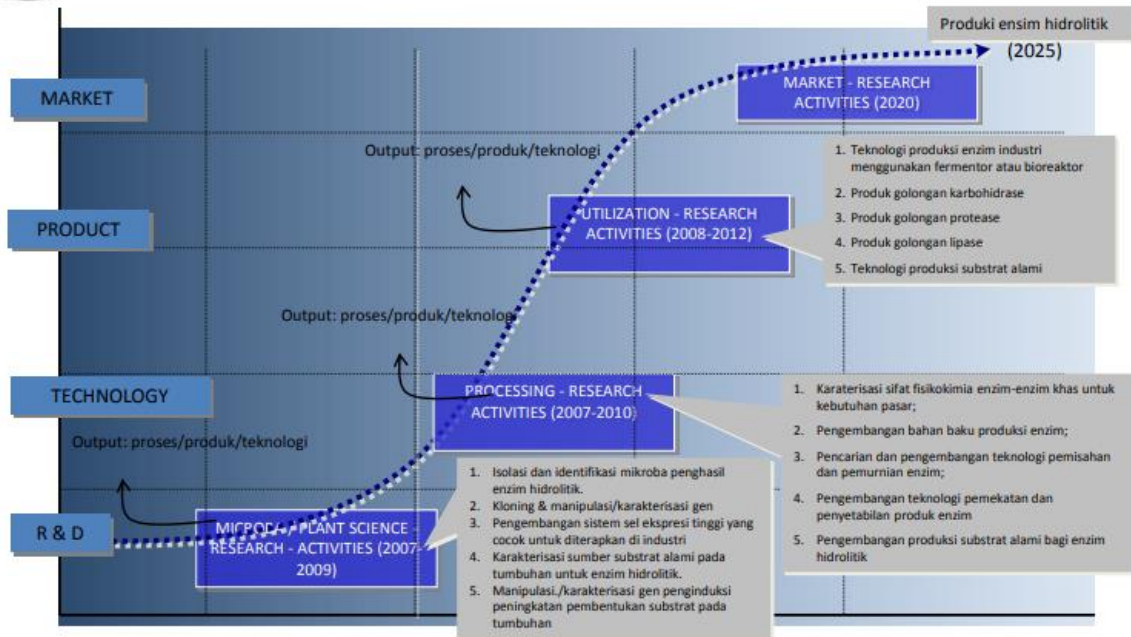 Produki ensim hidrolitik
(2025)
MARKET
MARKET - RESEARCH
ACTIVITIES (2020)
Output: proses/produk/teknologi
1. Teknologi produksi enzim industri
menggunakan fermentor atau bioreaktor
2. Produk golongan karbohidrase
3. Produk golongan protease
4. Produk golongan lipase
5. Teknologi produksi substrat alami
PRODUCT
UTILIZATION - RESEARCH
ACTIVITIES (2008-2012)
Output: proses/produk/teknologi
TECHNOLOGY
PROCESSING - RESEARCH
ACTIVITIES (2007-2010)
1. Karaterisasi sifat fisikokimia enzim-enzim khas untuk
kebutuhan pasar;
2. Pengembangan bahan baku produksi enzim;
3. Pencarian dan pengembangan teknologi pemisahan
dan pemurnian enzim;
4. Pengembangan teknologi pemekatan dan
penyetabilan produk enzim
5. Pengembangan produksi substrat alami bagi enzim
hidrolitik
Output: proses/produk/teknologi
R & D
MICROBA / PLANT SCIENCE -
RESEARCH - ACTIVITIES (2007-
2009)
1. Isolasi dan identifikasi mikroba penghasil
enzim hidrolitik.
2. Kloning & manipulasi/karakterisasi gen
3. Pengembangan sistem sel ekspresi tinggi yang
cocok untuk diterapkan di industri
4. Karakterisasi sumber substrat alami pada
tumbuhan untuk enzim hidrolitik.
5. Manipulasi./karakterisasi gen penginduksi
peningkatan pembentukan substrat pada
tumbuhan